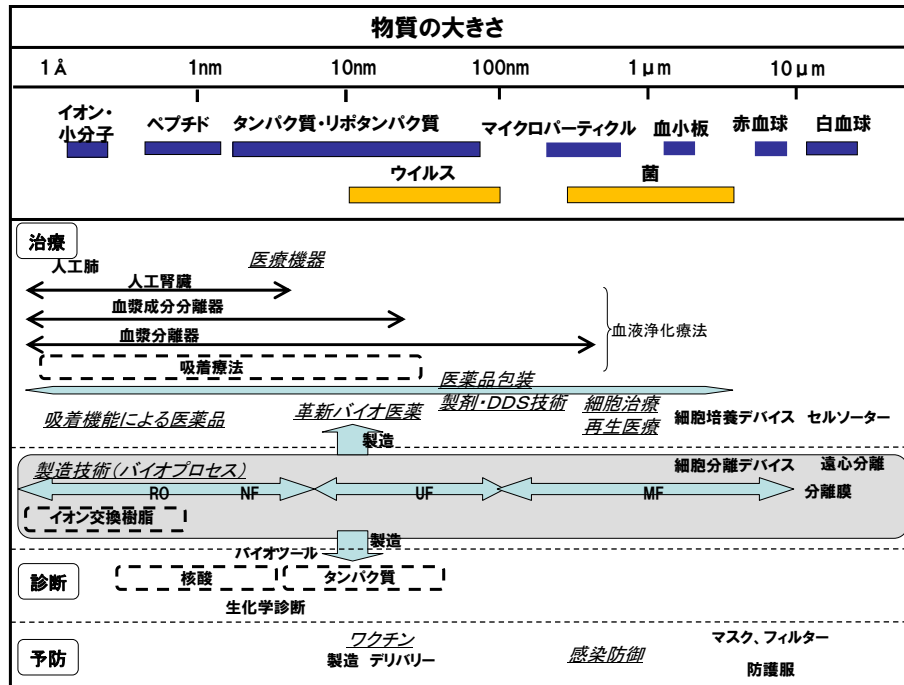 物質の大きさ
1Å 1nm 10nm 100nm 1μm 10μm
イオン・
小分子
ペプチド
タンパク質・リポタンパク質
マイクロパーティクル
血小板
赤血球
白血球
ウイルス
菌
治療
人工肺
医療機器
人工腎臓
血漿成分分離器
血漿分離器
血液浄化療法
吸着療法
医薬品包装
製剤・DDS技術
吸着機能による医薬品
革新バイオ医薬
細胞治療
再生医療
細胞培養デバイス セルソーター
製造
製造技術(バイオプロセス)
細胞分離デバイス 遠心分離
RO NF UF MF 分離膜
イオン交換樹脂
製造
バイオツール
診断
核酸
タンパク質
生化学診断
予防
ワクチン
製造 デリバリー
感染防御
マスク、フィルター
防護服